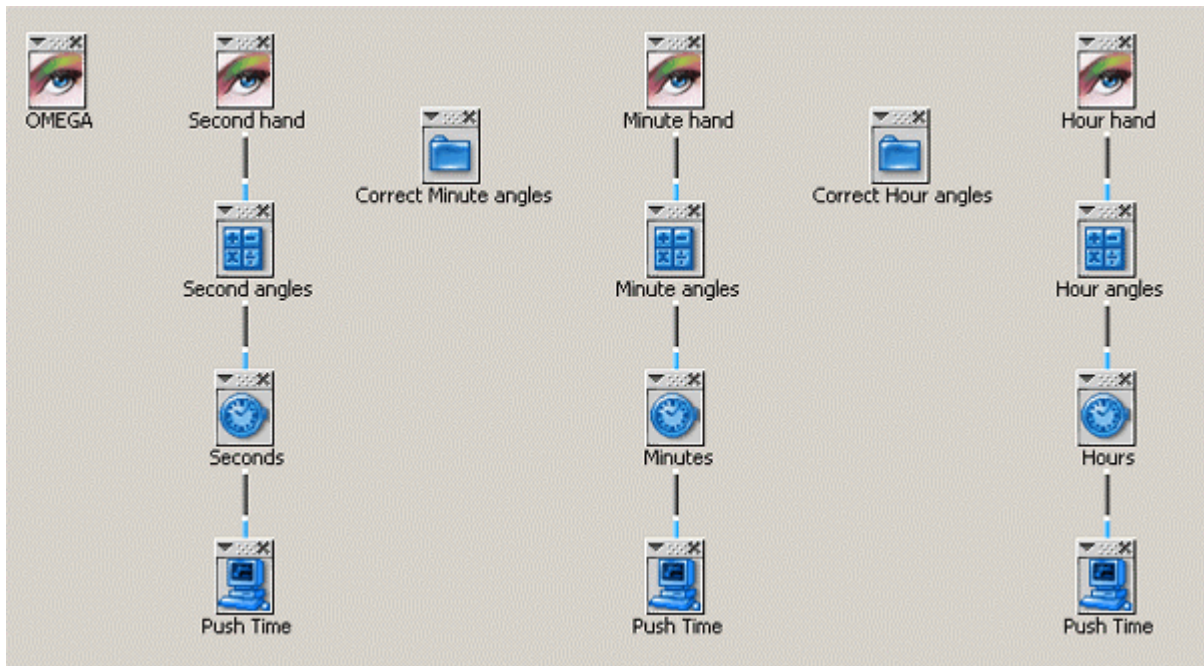 OMEGA
Second hand
Minute hand
Hour hand
Correct Minute angles
Correct Hour angles
Second angles
Minute angles
Hour angles
Seconds
Minutes
Hours
Push Time
Push Time
Push Time